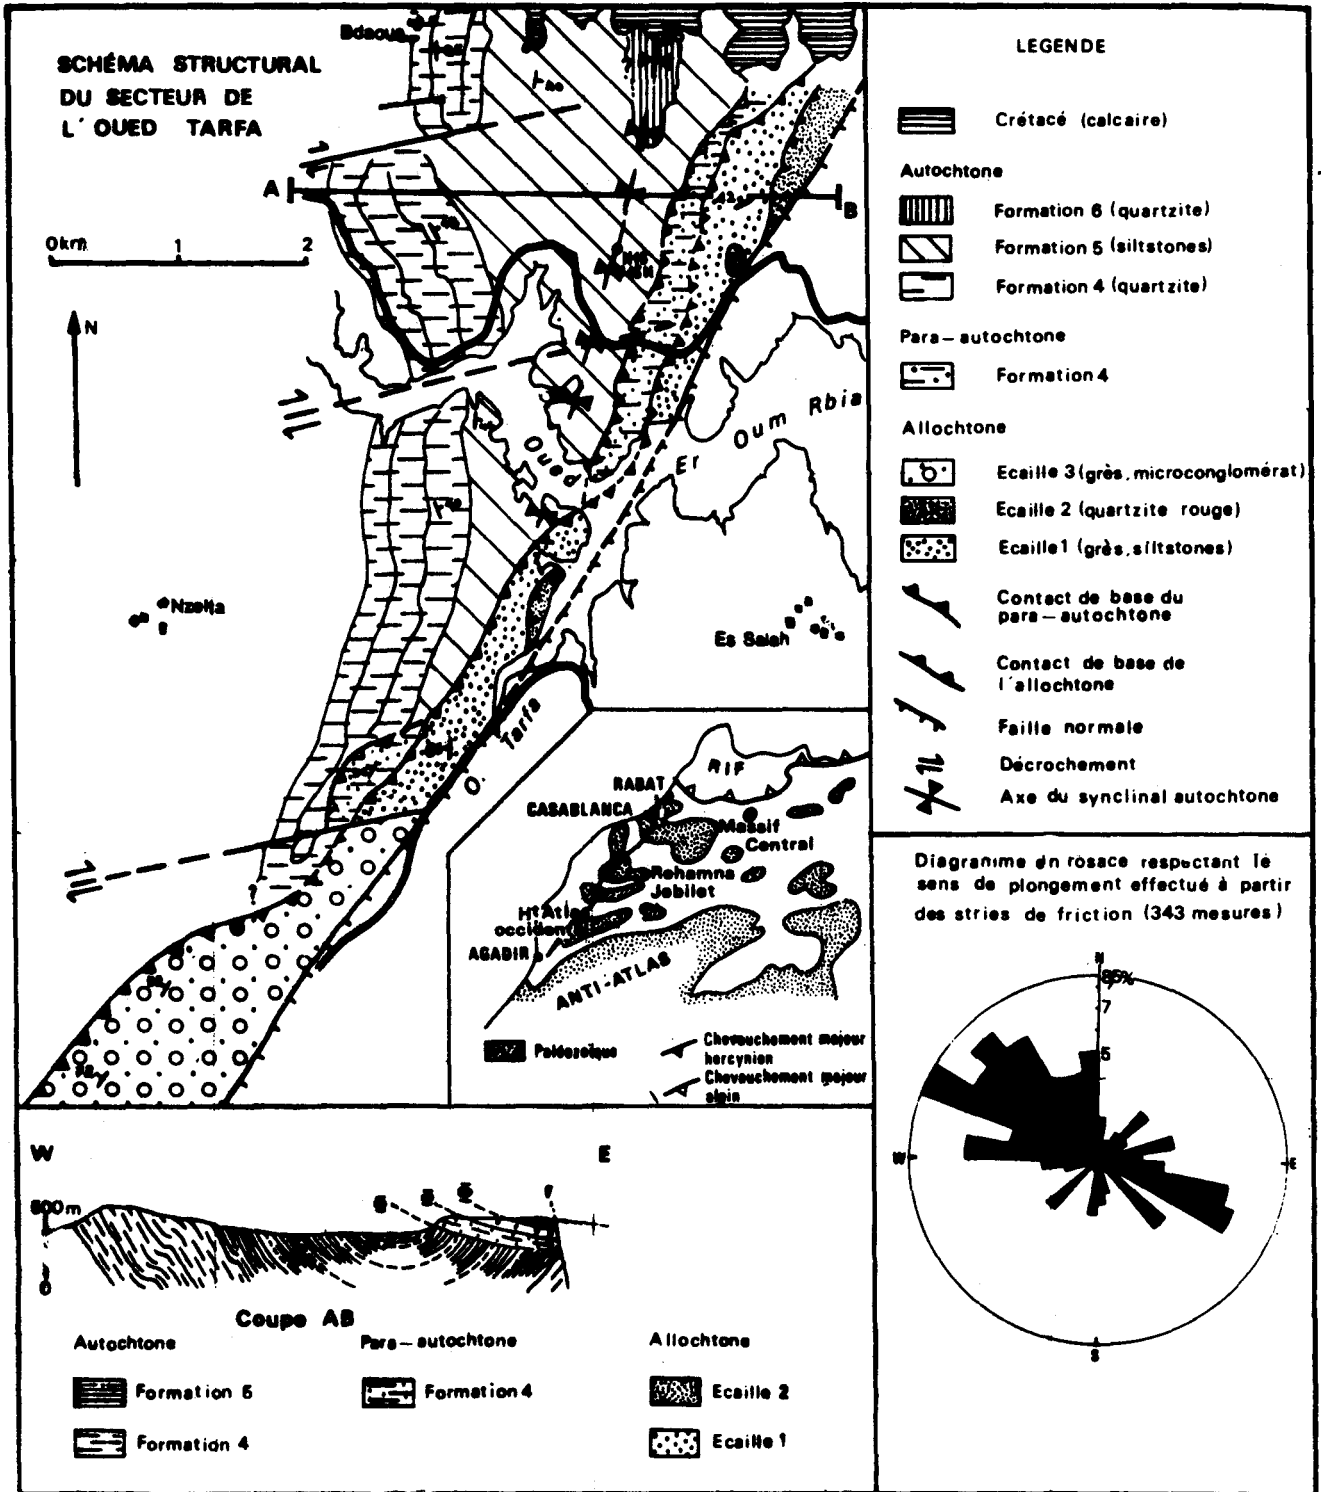 SCHÉMA STRUCTURAL
DU SECTEUR DE
L'OUED TARFA
Bdaoua
A
B
0km 1 2
N
Nzella
Oued
Er Oum Rbia
Es Salah
O. Tarfa
?
LEGENDE
Crétacé (calcaire)
Autochtone
Formation 6 (quartzite)
Formation 5 (siltstones)
Formation 4 (quartzite)
Para-autochtone
Formation 4
Allochtone
Ecaille 3 (grès, microconglomérat)
Ecaille 2 (quartzite rouge)
Ecaille 1 (grès, siltstones)
Contact de base du
para-autochtone
Contact de base de
l'allochtone
Faille normale
Décrochement
Axe du synclinal autochtone
RIF
RABAT
CASABLANCA
Massif
Central
Rehamna
Jebilet
Ht Atlas
occident
AGADIR
ANTI-ATLAS
Paléozoïque
Chevauchement majeur
hercynien
Chevauchement majeur
alpin
Diagramme en rosace respectant le
sens de plongement effectué à partir
des stries de friction (343 mesures)
N
7
5
W
E
S
W
E
500m
0
F
Coupe AB
Autochtone
Formation 5
Formation 4
Para-autochtone
Formation 4
Allochtone
Ecaille 2
Ecaille 1